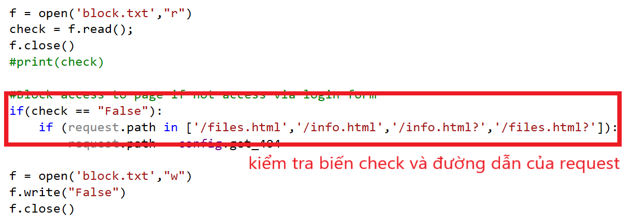 f = open('block.txt',"r")
check = f.read();
f.close()
#print(check)
#Block access to page if not access via login form
if(check == "False"):
if (request.path in ['/files.html','/info.html','/info.html?','/files.html?']):
request.path = config.get_404
kiểm tra biến check và đường dẫn của request
f = open('block.txt',"w")
f.write("False")
f.close()